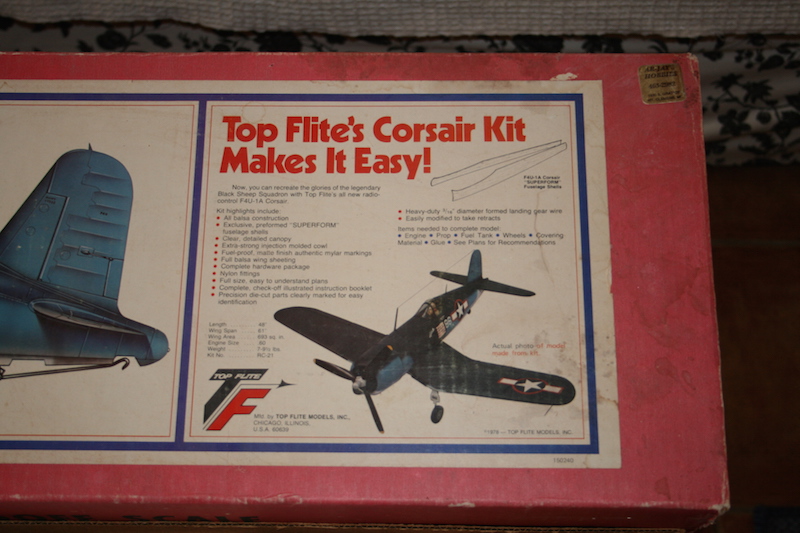 Top Flite's Corsair Kit
Makes It Easy!
Now, you can recreate the glories of the legendary
Black Sheep Squadron with Top Flite's all new radio-
control F4U-1A Corsair.
Kit highlights include:
• All balsa construction
• Exclusive, preformed "SUPERFORM"
fuselage shells
• Clear, detailed canopy
• Extra-strong injection molded cowl
• Fuel-proof, matte finish authentic mylar markings
• Full balsa wing sheeting
• Complete hardware package
• Nylon fittings
• Full size, easy to understand plans
• Complete, check-off illustrated instruction booklet
• Precision die-cut parts clearly marked for easy
identification
F4U-1A Corsair
"SUPERFORM"
Fuselage Shells
• Heavy-duty diameter formed landing gear wire
• Easily modified to take retracts
Items needed to complete model:
• Engine • Prop • Fuel Tank • Wheels • Covering
Material • Glue • See Plans for Recommendations
Length
Wing Span
Wing Area 693 sq. in.
Engine Size .60
Weight lbs.
Kit No. RC-21
Actual photo of model
made from kit.
TOP FLITE
TF
Mfd. by TOP FLITE MODELS, INC.,
CHICAGO, ILLINOIS,
U.S.A. 60639
TOP FLITE MODELS, INC.
SCALE